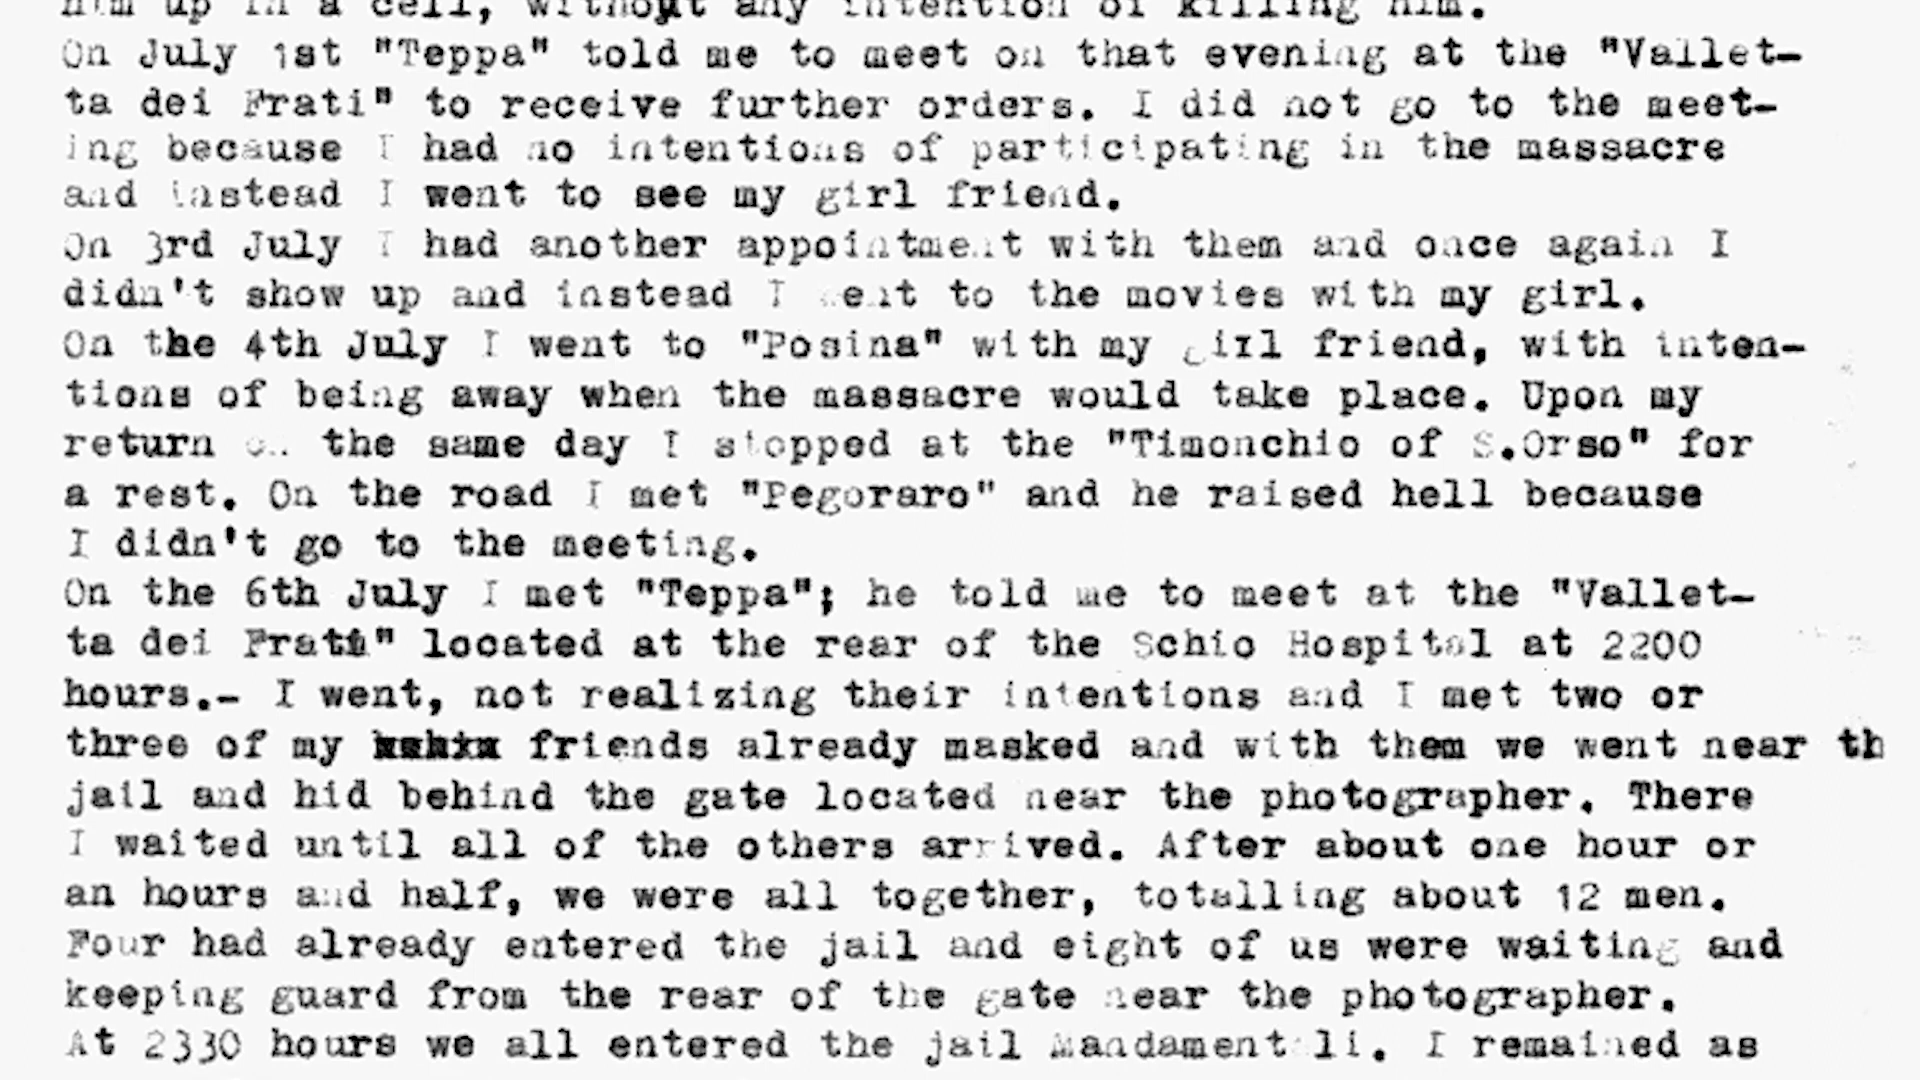 him up in a cell, without any intention of killing him.
On July 1st "Teppa" told me to meet on that evening at the "Vallet-
ta dei Frati" to receive further orders. I did not go to the meet-
ing because I had no intentions of participating in the massacre
and instead I went to see my girl friend.
On 3rd July I had another appointment with them and once again I
didn't show up and instead I went to the movies with my girl.
On the 4th July I went to "Posina" with my girl friend, with inten-
tions of being away when the massacre would take place. Upon my
return on the same day I stopped at the "Timonchio of S.Orso" for
a rest. On the road I met "Pegoraro" and he raised hell because
I didn't go to the meeting.
On the 6th July I met "Teppa"; he told me to meet at the "Vallet-
ta dei Frati" located at the rear of the Schio Hospital at 2200
hours.- I went, not realizing their intentions and I met two or
three of my friends already masked and with them we went near th
jail and hid behind the gate located near the photographer. There
I waited until all of the others arrived. After about one hour or
an hours and half, we were all together, totalling about 12 men.
Four had already entered the jail and eight of us were waiting and
keeping guard from the rear of the gate near the photographer.
At 2330 hours we all entered the jail Mandamentali. I remained as